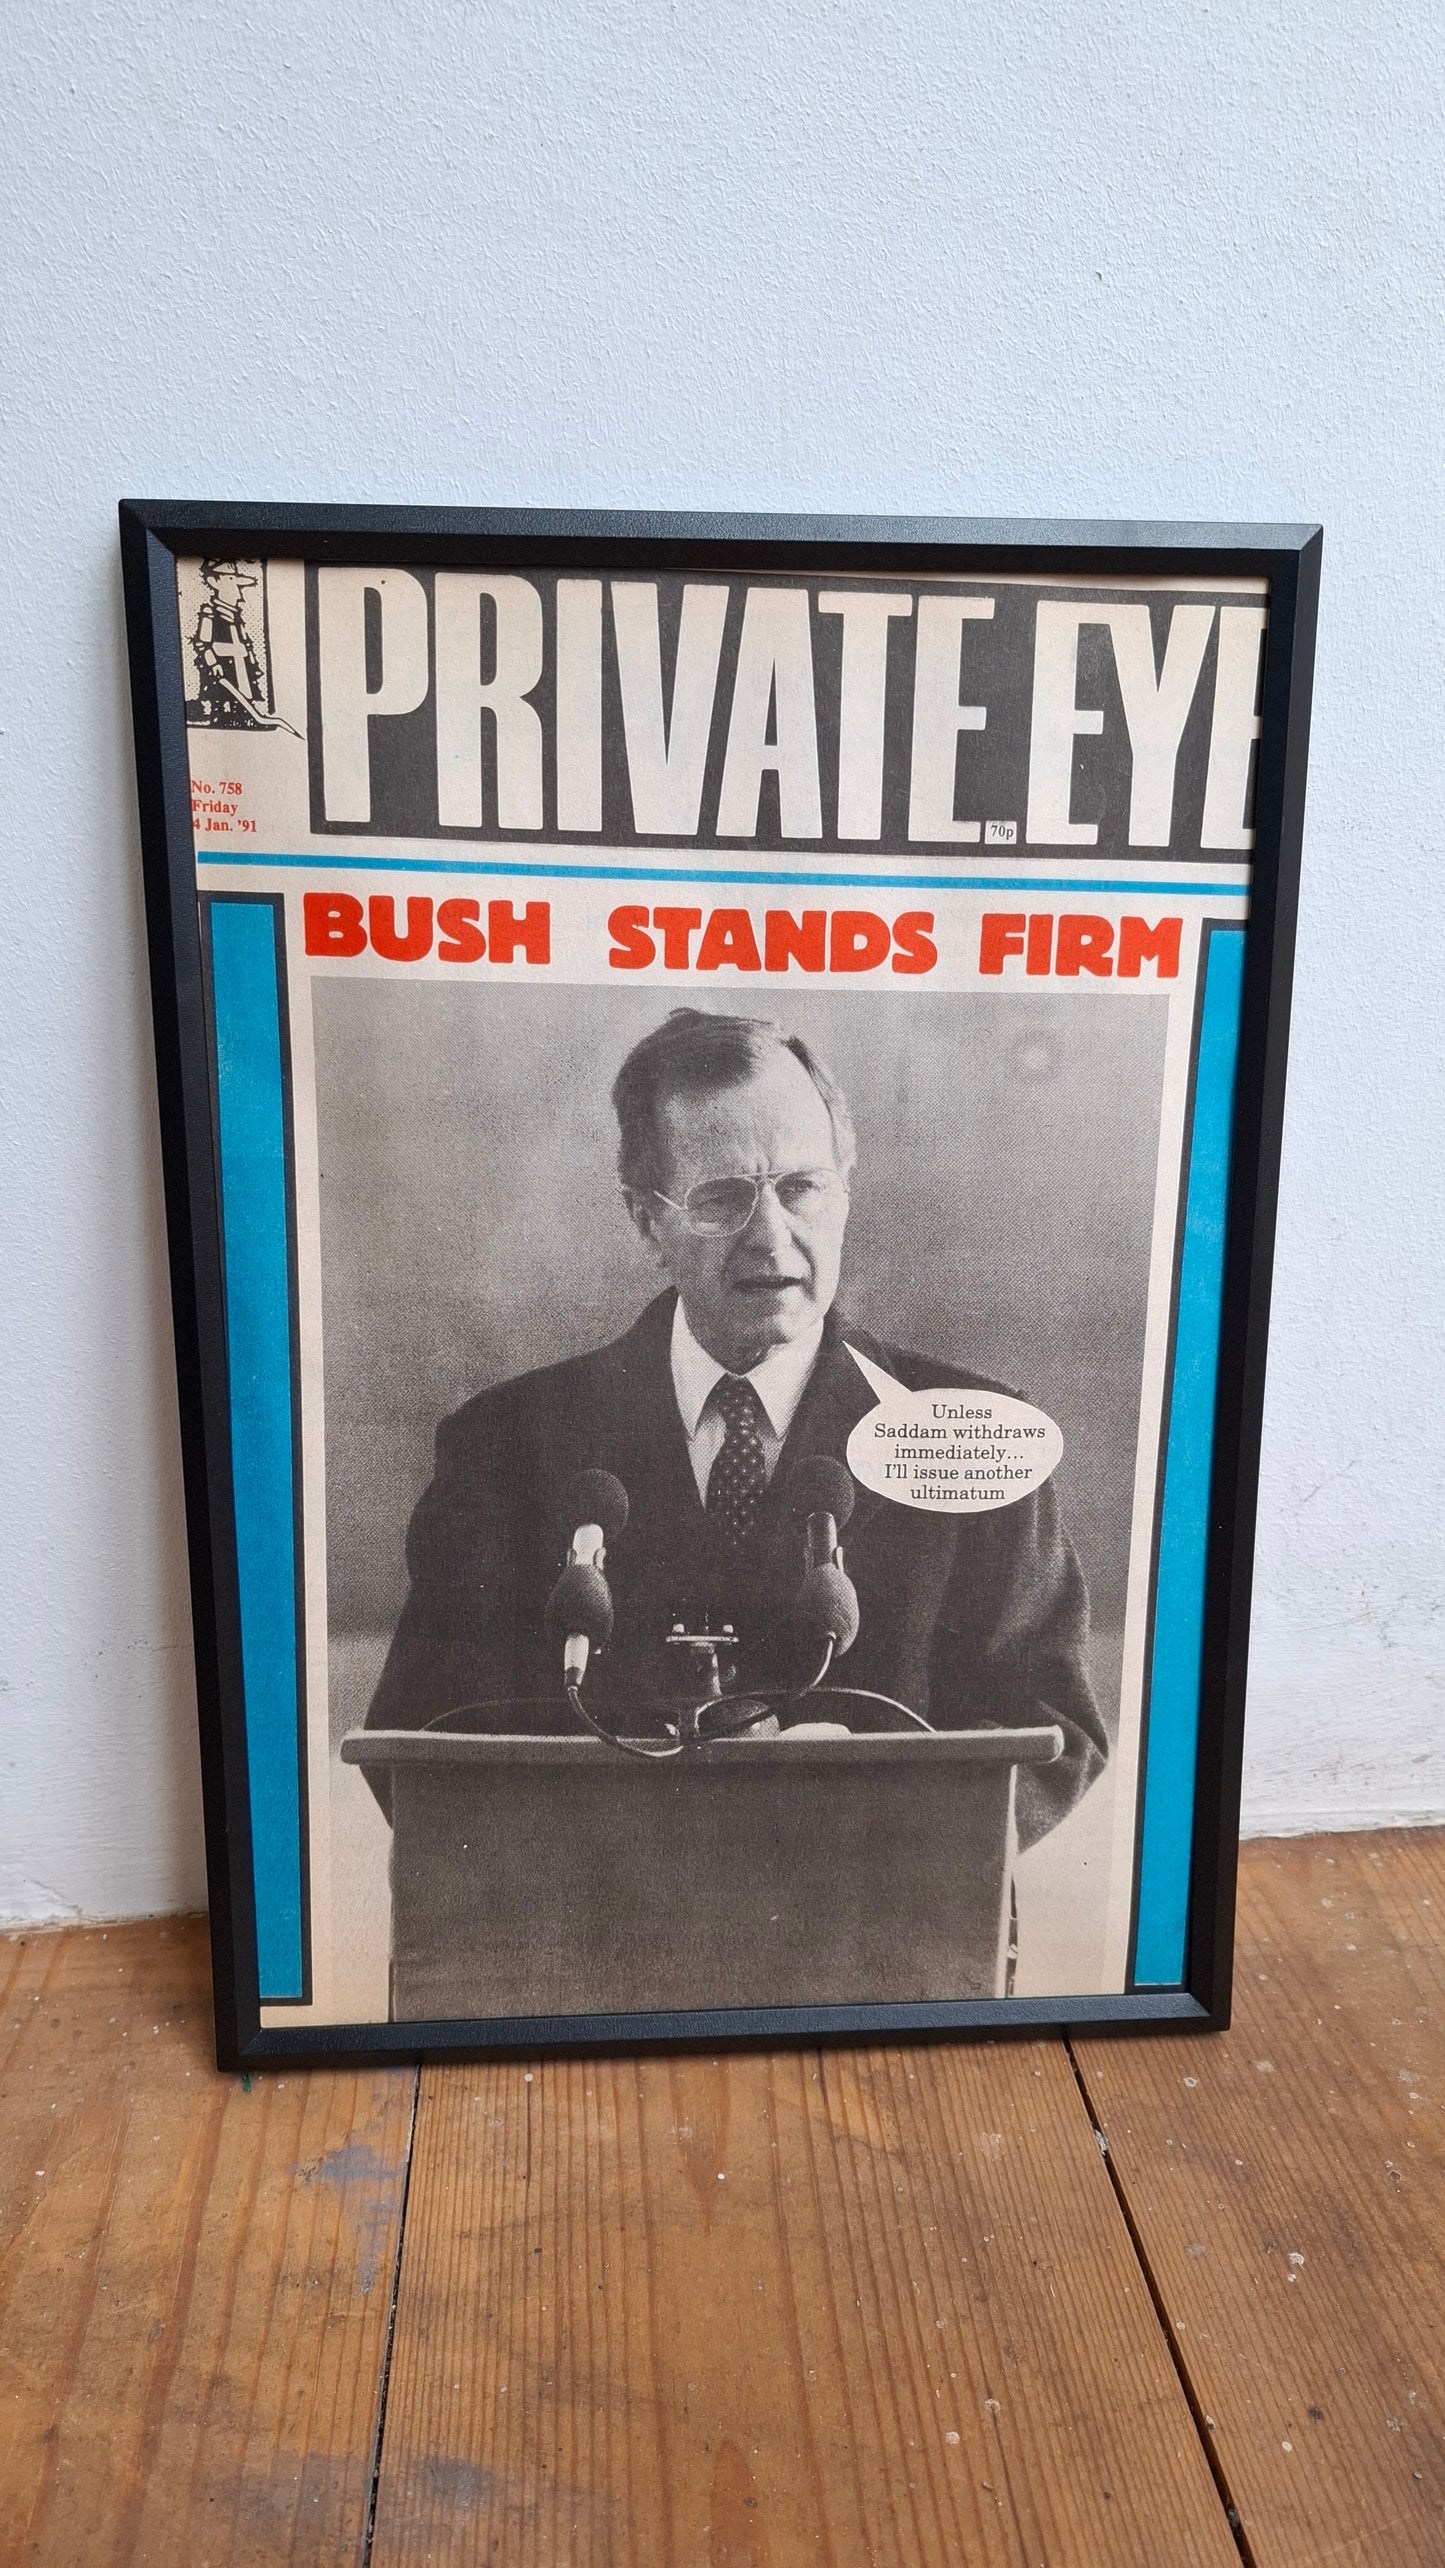 PRIVATE EYE
No. 758
Friday
4 Jan. '91
70p
BUSH STANDS FIRM
Unless
Saddam withdraws
immediately...
I'll issue another
ultimatum